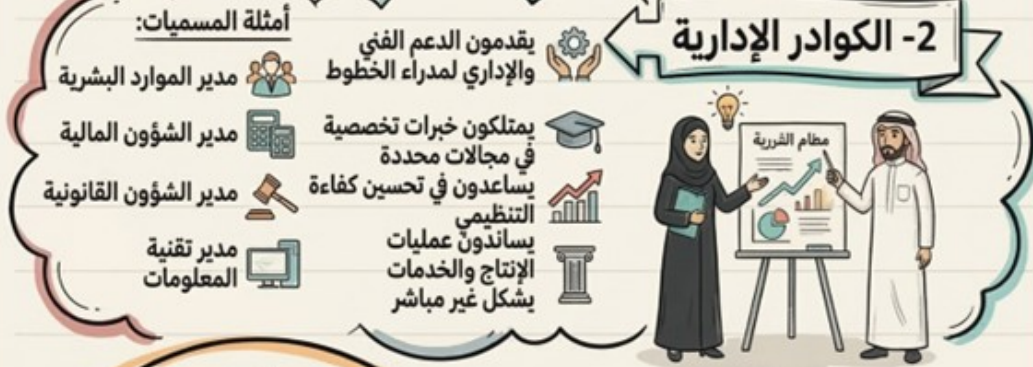 2- الكوادر الإدارية
يقدمون الدعم الفني
والإداري لمدراء الخطوط
يمتلكون خبرات تخصصية
في مجالات محددة
يساعدون في تحسين كفاءة
التنظيمي
يساندون عمليات
الإنتاج والخدمات
يشكل غير مباشر
أمثلة المسميات:
مدير الموارد البشرية
مدير الشؤون المالية
مدير الشؤون القانونية
مدير تقنية
المعلومات
مطام